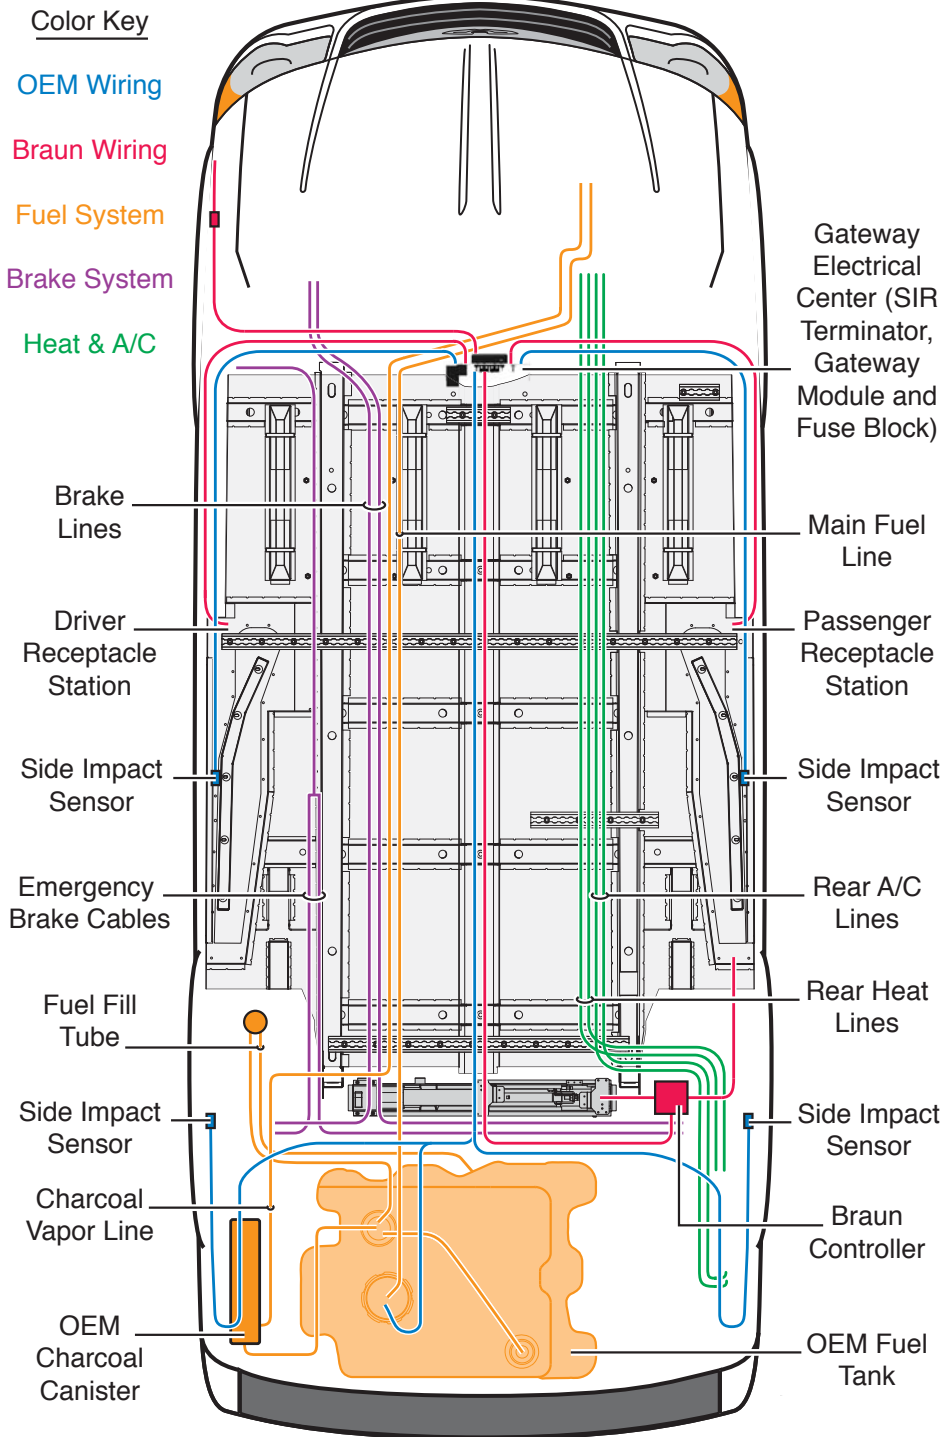 Color Key
OEM Wiring
Braun Wiring
Fuel System
Brake System
Heat & A/C
Gateway
Electrical
Center (SIR
Terminator,
Gateway
Module and
Fuse Block)
Brake
Lines
Main Fuel
Line
Driver
Receptacle
Station
Passenger
Receptacle
Station
Side Impact
Sensor
Side Impact
Sensor
Emergency
Brake Cables
Rear A/C
Lines
Fuel Fill
Tube
Rear Heat
Lines
Side Impact
Sensor
Side Impact
Sensor
Charcoal
Vapor Line
Braun
Controller
OEM
Charcoal
Canister
OEM Fuel
Tank